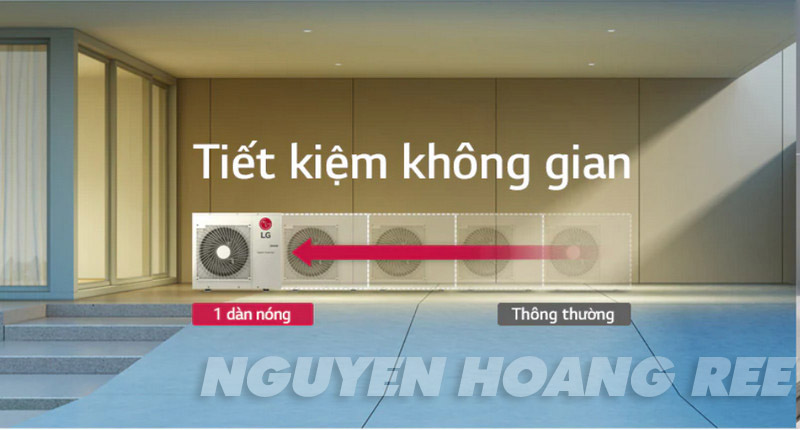 Tiết kiệm không gian
LG
1 dàn nóng
Thông thường
NGUYEN HOANG REE